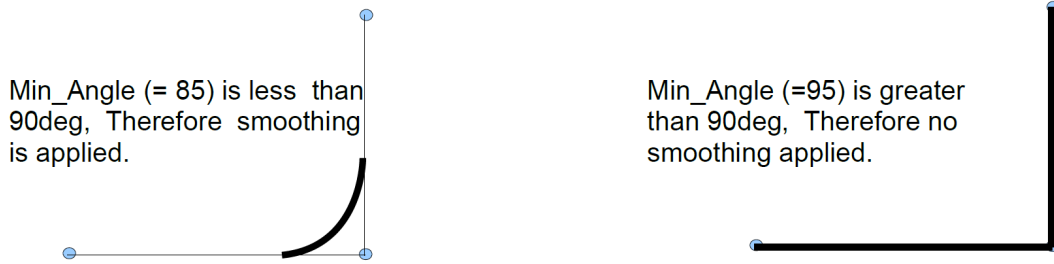 Min_Angle (= 85) is less than
90deg, Therefore smoothing
is applied.
Min_Angle (=95) is greater
than 90deg, Therefore no
smoothing applied.